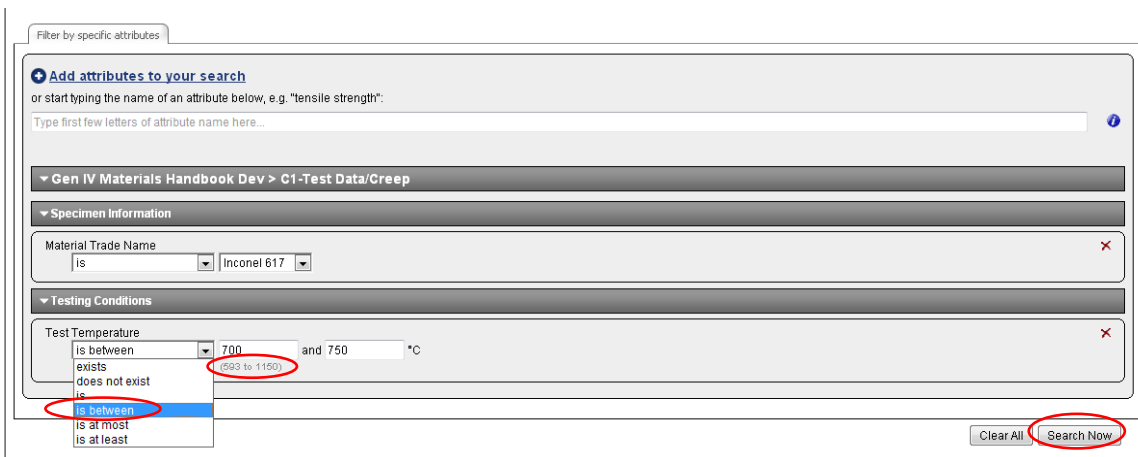 Filter by specific attributes
Add attributes to your search
or start typing the name of an attribute below, e.g. "tensile strength":
Type first few letters of attribute name here...
Gen IV Materials Handbook Dev > C1-Test Data/Creep
Specimen Information
Material Trade Name
is Inconel 617
Testing Conditions
Test Temperature
is between 700 and 750 °C
exists (593 to 1150)
does not exist
is
is between
is at most
is at least
Clear All Search Now